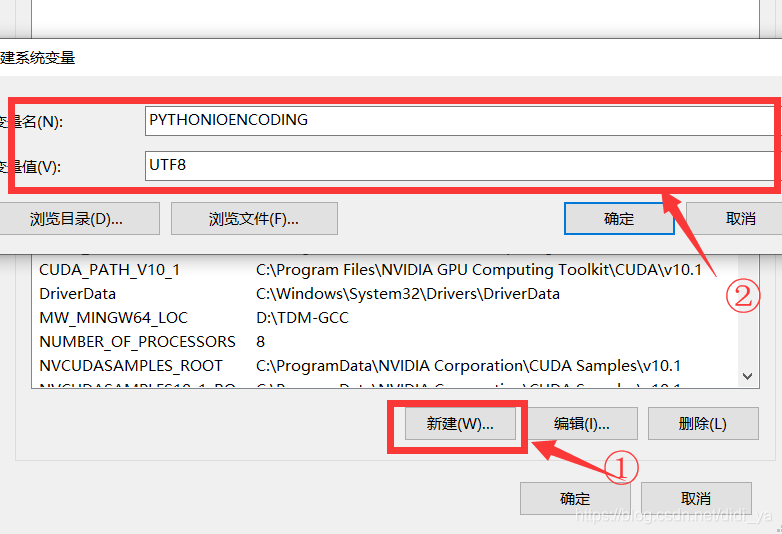 建系统变量
变量名(N):
PYTHONIOENCODING
变量值(V):
UTF8
浏览目录(D)...
浏览文件(F)...
确定
取消
②
CUDA_PATH_V10_1 C:\Program Files\NVIDIA GPU Computing Toolkit\CUDA\v10.1
DriverData C:\Windows\System32\Drivers\DriverData
MW_MINGW64_LOC D:\TDM-GCC
NUMBER_OF_PROCESSORS 8
NVCUDASAMPLES_ROOT C:\ProgramData\NVIDIA Corporation\CUDA Samples\v10.1
新建(W)...
编辑(I)...
删除(L)
①
确定
取消
https://blog.csdn.net/didi_ya